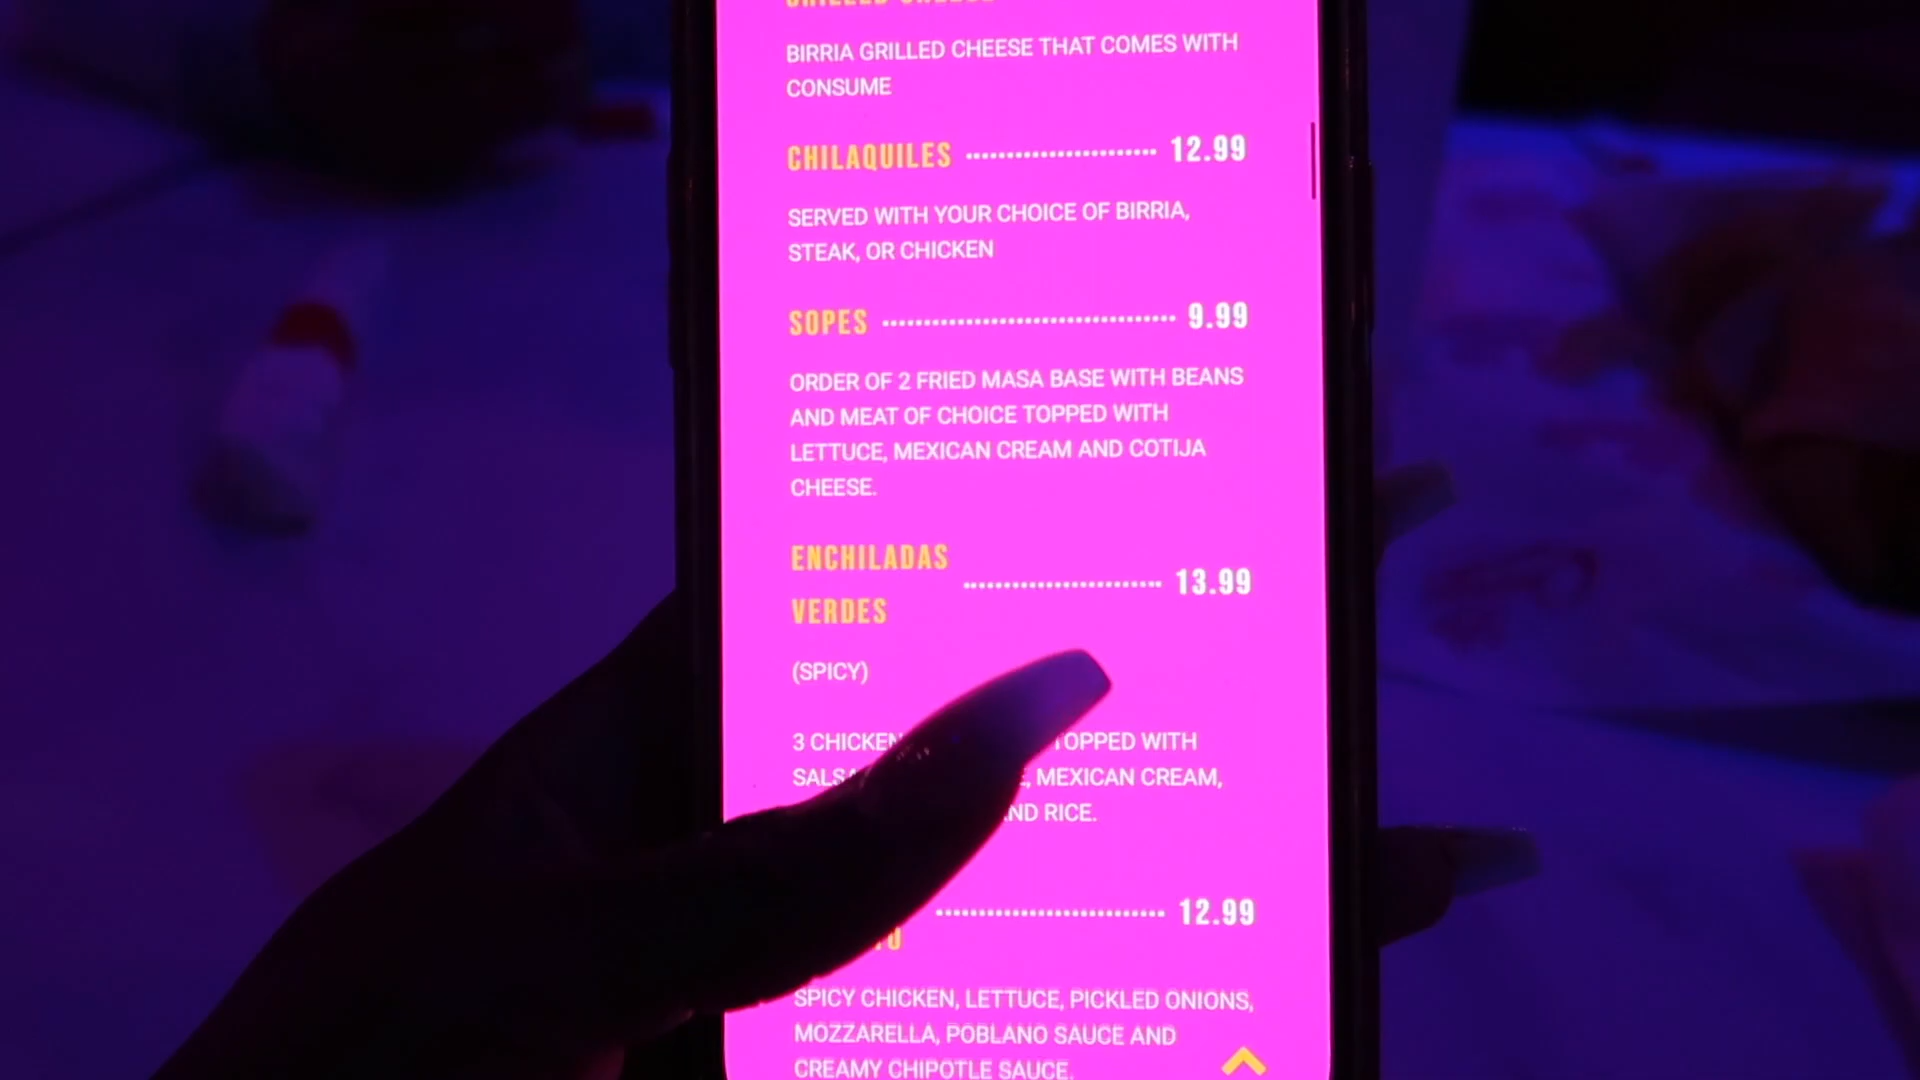 BIRRIA GRILLED CHEESE THAT COMES WITH
CONSUME
CHILAQUILES 12.99
SERVED WITH YOUR CHOICE OF BIRRIA,
STEAK, OR CHICKEN
SOPES 9.99
ORDER OF 2 FRIED MASA BASE WITH BEANS
AND MEAT OF CHOICE TOPPED WITH
LETTUCE, MEXICAN CREAM AND COTIJA
CHEESE.
ENCHILADAS
VERDES 13.99
(SPICY)
3 CHICKEN TOPPED WITH
MEXICAN CREAM,
RICE.
12.99
SPICY CHICKEN, LETTUCE, PICKLED ONIONS,
MOZZARELLA, POBLANO SAUCE AND
CREAMY CHIPOTLE SAUCE.